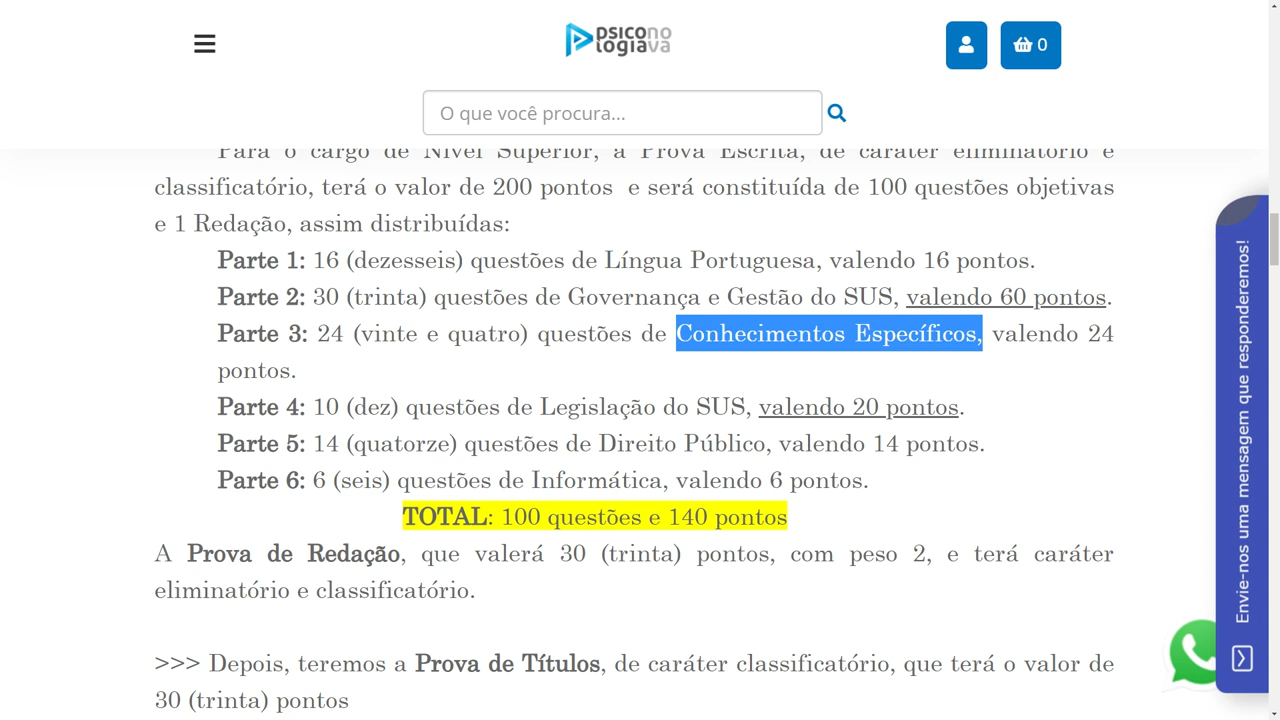 psicono
logiava
0
O que você procura...
Para o cargo de Nível Superior, a Prova Escrita, de caráter eliminatório e
classificatório, terá o valor de 200 pontos e será constituída de 100 questões objetivas
e 1 Redação, assim distribuídas:
Parte 1: 16 (dezesseis) questões de Língua Portuguesa, valendo 16 pontos.
Parte 2: 30 (trinta) questões de Governança e Gestão do SUS, valendo 60 pontos.
Parte 3: 24 (vinte e quatro) questões de Conhecimentos Específicos, valendo 24
pontos.
Parte 4: 10 (dez) questões de Legislação do SUS, valendo 20 pontos.
Parte 5: 14 (quatorze) questões de Direito Público, valendo 14 pontos.
Parte 6: 6 (seis) questões de Informática, valendo 6 pontos.
TOTAL: 100 questões e 140 pontos
A Prova de Redação, que valerá 30 (trinta) pontos, com peso 2, e terá caráter
eliminatório e classificatório.
>>> Depois, teremos a Prova de Títulos, de caráter classificatório, que terá o valor de
30 (trinta) pontos
Envie-nos uma mensagem que responderemos!